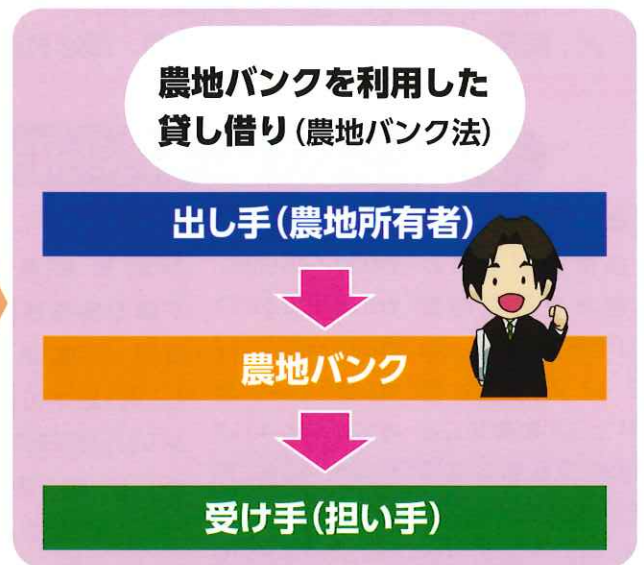 農地バンクを利用した
貸し借り(農地バンク法)
出し手(農地所有者)
農地バンク
受け手(担い手)